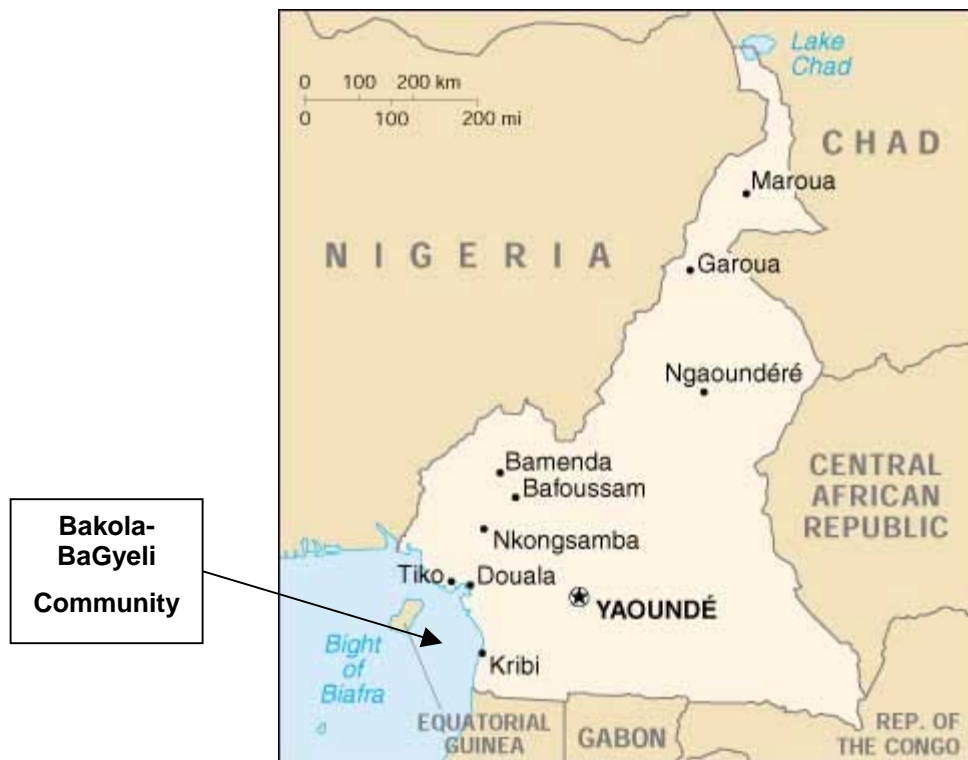 Lake
Chad
0 100 200 km
0 100 200 mi
CHAD
Maroua
NIGERIA
Garoua
Ngaoundéré
Bamenda
Bafoussam
CENTRAL
AFRICAN
REPUBLIC
Bakola-
BaGyeli
Community
Nkongsamba
Tiko
Douala
YAOUNDÉ
Bight
of
Biafra
Kribi
EQUATORIAL
GUINEA
GABON
REP. OF
THE CONGO